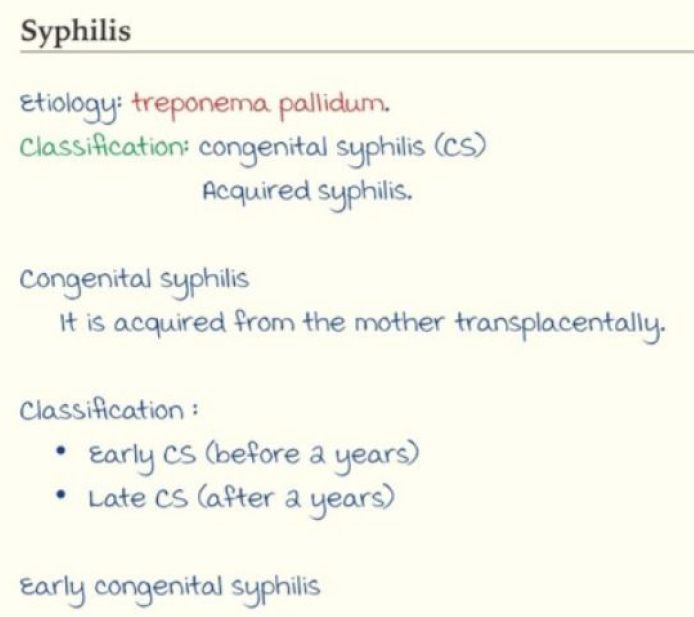 Syphilis
Etiology: treponema pallidum.
Classification: congenital syphilis (CS)
Acquired syphilis.
Congenital syphilis
It is acquired from the mother transplacentally.
Classification :
• Early CS (before 2 years)
• Late CS (after 2 years)
Early congenital syphilis